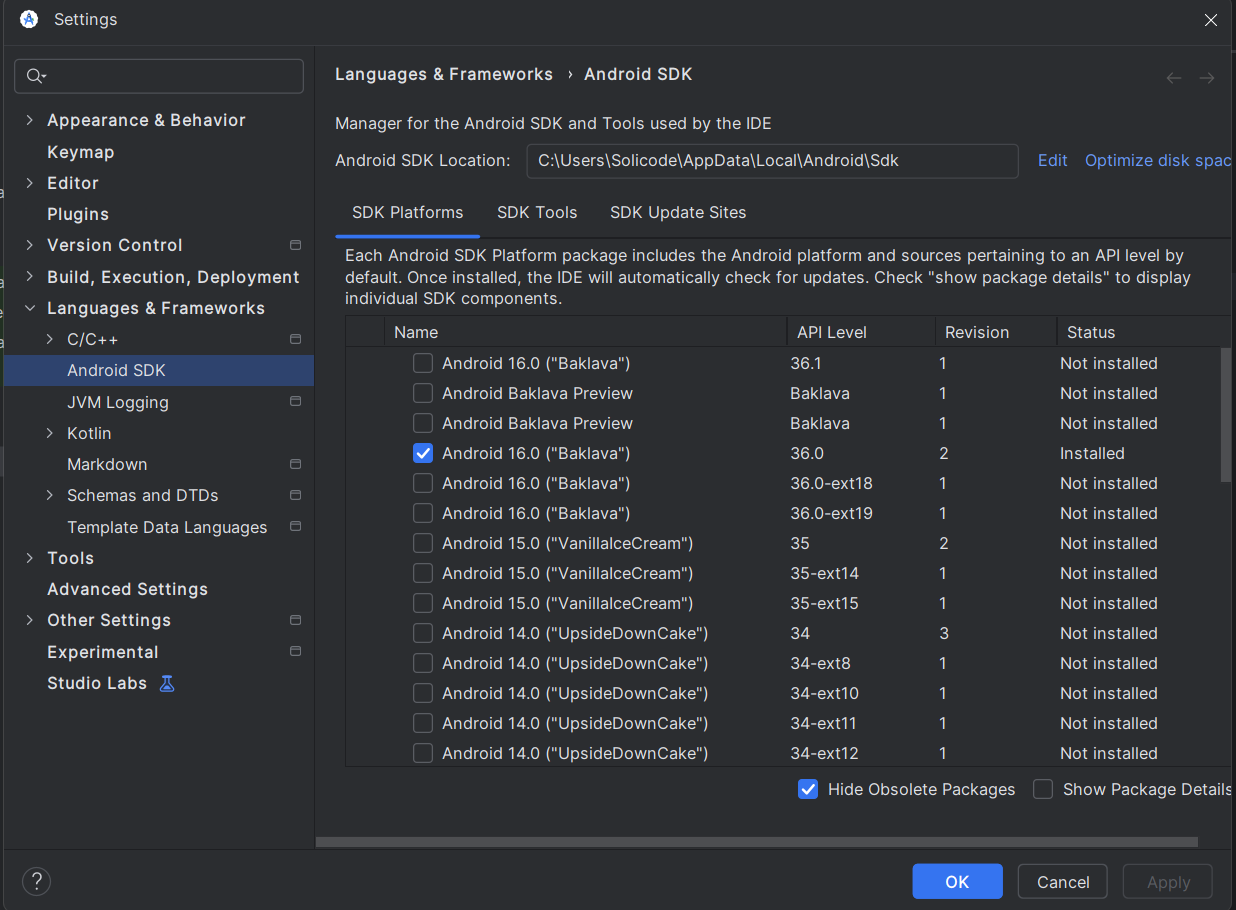 Settings
Languages & Frameworks › Android SDK
Appearance & Behavior
Keymap
Editor
Plugins
Version Control
Build, Execution, Deployment
Languages & Frameworks
C/C++
Android SDK
JVM Logging
Kotlin
Markdown
Schemas and DTDs
Template Data Languages
Tools
Advanced Settings
Other Settings
Experimental
Studio Labs
Manager for the Android SDK and Tools used by the IDE
Android SDK Location: C:\Users\Solicode\AppData\Local\Android\Sdk Edit Optimize disk spac
SDK Platforms SDK Tools SDK Update Sites
Each Android SDK Platform package includes the Android platform and sources pertaining to an API level by
default. Once installed, the IDE will automatically check for updates. Check "show package details" to display
individual SDK components.
Name API Level Revision Status
Android 16.0 ("Baklava") 36.1 1 Not installed
Android Baklava Preview Baklava 1 Not installed
Android Baklava Preview Baklava 1 Not installed
Android 16.0 ("Baklava") 36.0 2 Installed
Android 16.0 ("Baklava") 36.0-ext18 1 Not installed
Android 16.0 ("Baklava") 36.0-ext19 1 Not installed
Android 15.0 ("VanillaIceCream") 35 2 Not installed
Android 15.0 ("VanillaIceCream") 35-ext14 1 Not installed
Android 15.0 ("VanillaIceCream") 35-ext15 1 Not installed
Android 14.0 ("UpsideDownCake") 34 3 Not installed
Android 14.0 ("UpsideDownCake") 34-ext8 1 Not installed
Android 14.0 ("UpsideDownCake") 34-ext10 1 Not installed
Android 14.0 ("UpsideDownCake") 34-ext11 1 Not installed
Android 14.0 ("UpsideDownCake") 34-ext12 1 Not installed
Hide Obsolete Packages Show Package Details
? OK Cancel Apply